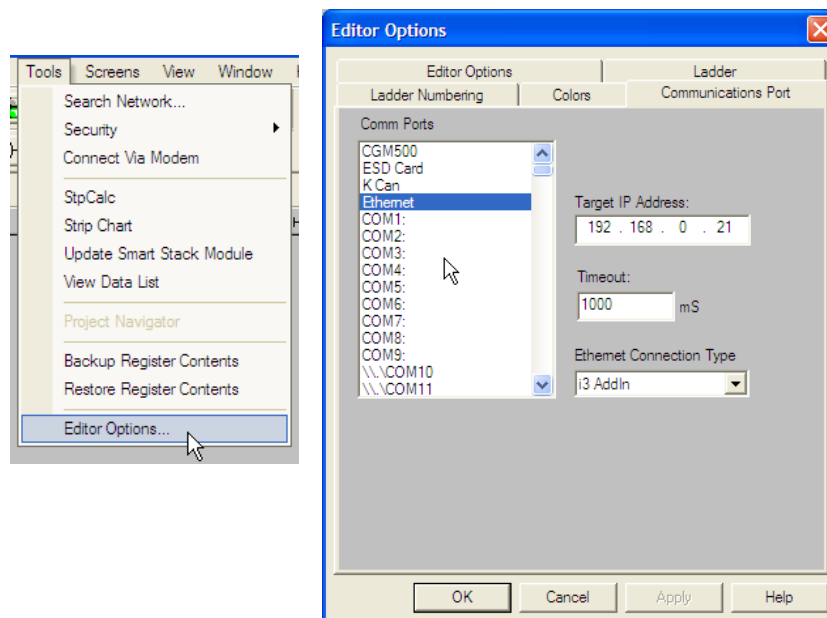 Tools Screens View Window
Search Network...
Security
Connect Via Modem
StpCalc
Strip Chart
Update Smart Stack Module
View Data List
Project Navigator
Backup Register Contents
Restore Register Contents
Editor Options...
Editor Options
Editor Options Ladder
Ladder Numbering Colors Communications Port
Comm Ports
CGM500
ESD Card
K Can
Ethernet
COM1:
COM2:
COM3:
COM4:
COM5:
COM6:
COM7:
COM8:
COM9:
\\.\COM10
\\.\COM11
Target IP Address:
192 . 168 . 0 . 21
Timeout:
1000 mS
Ethernet Connection Type
i3 AddIn
OK Cancel Apply Help